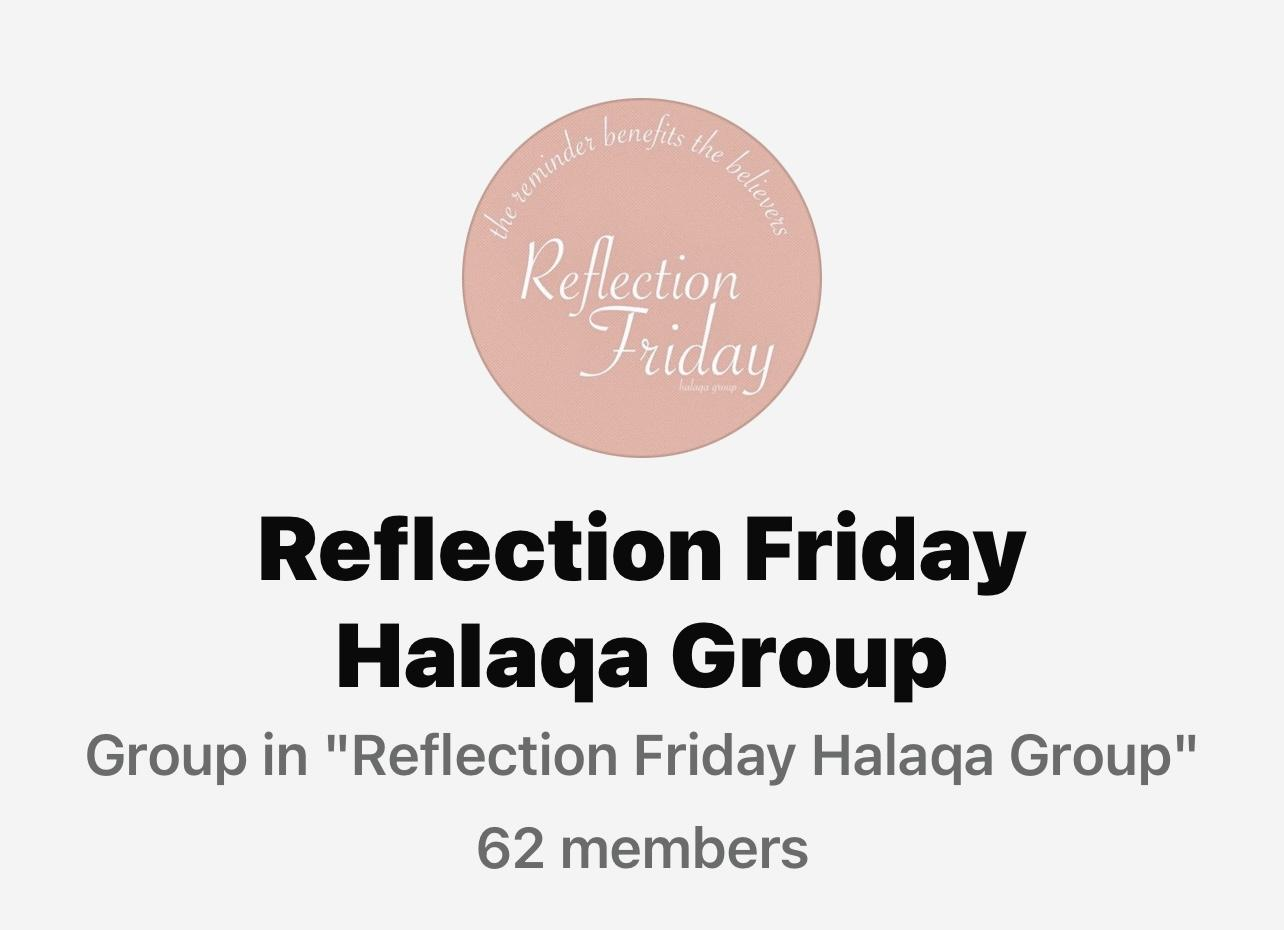 the reminder benefits the believers
Reflection
Friday
halaqa group
Reflection Friday
Halaqa Group
Group in "Reflection Friday Halaqa Group"
62 members